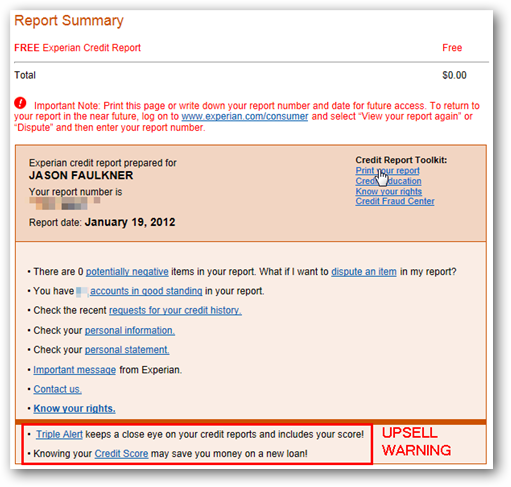 Report Summary
FREE Experian Credit Report Free
Total $0.00
Important Note: Print this page or write down your report number and date for future access. To return
to your report in the near future, log on to www.experian.com/consumer and select “View your report again” or
“Dispute” and then enter your report number.
Experian credit report prepared for
JASON FAULKNER
Your report number is
Report date: January 19, 2012
Credit Report Toolkit:
Print your report
Credit Education
Know your rights
Credit Fraud Center
• There are 0 potentially negative items in your report. What if I want to dispute an item in my report?
• You have accounts in good standing in your report.
• Check the recent requests for your credit history.
• Check your personal information.
• Check your personal statement.
• Important message from Experian.
• Contact us.
• Know your rights.
• Triple Alert keeps a close eye on your credit reports and includes your score!
• Knowing your Credit Score may save you money on a new loan!
UPSELL
WARNING